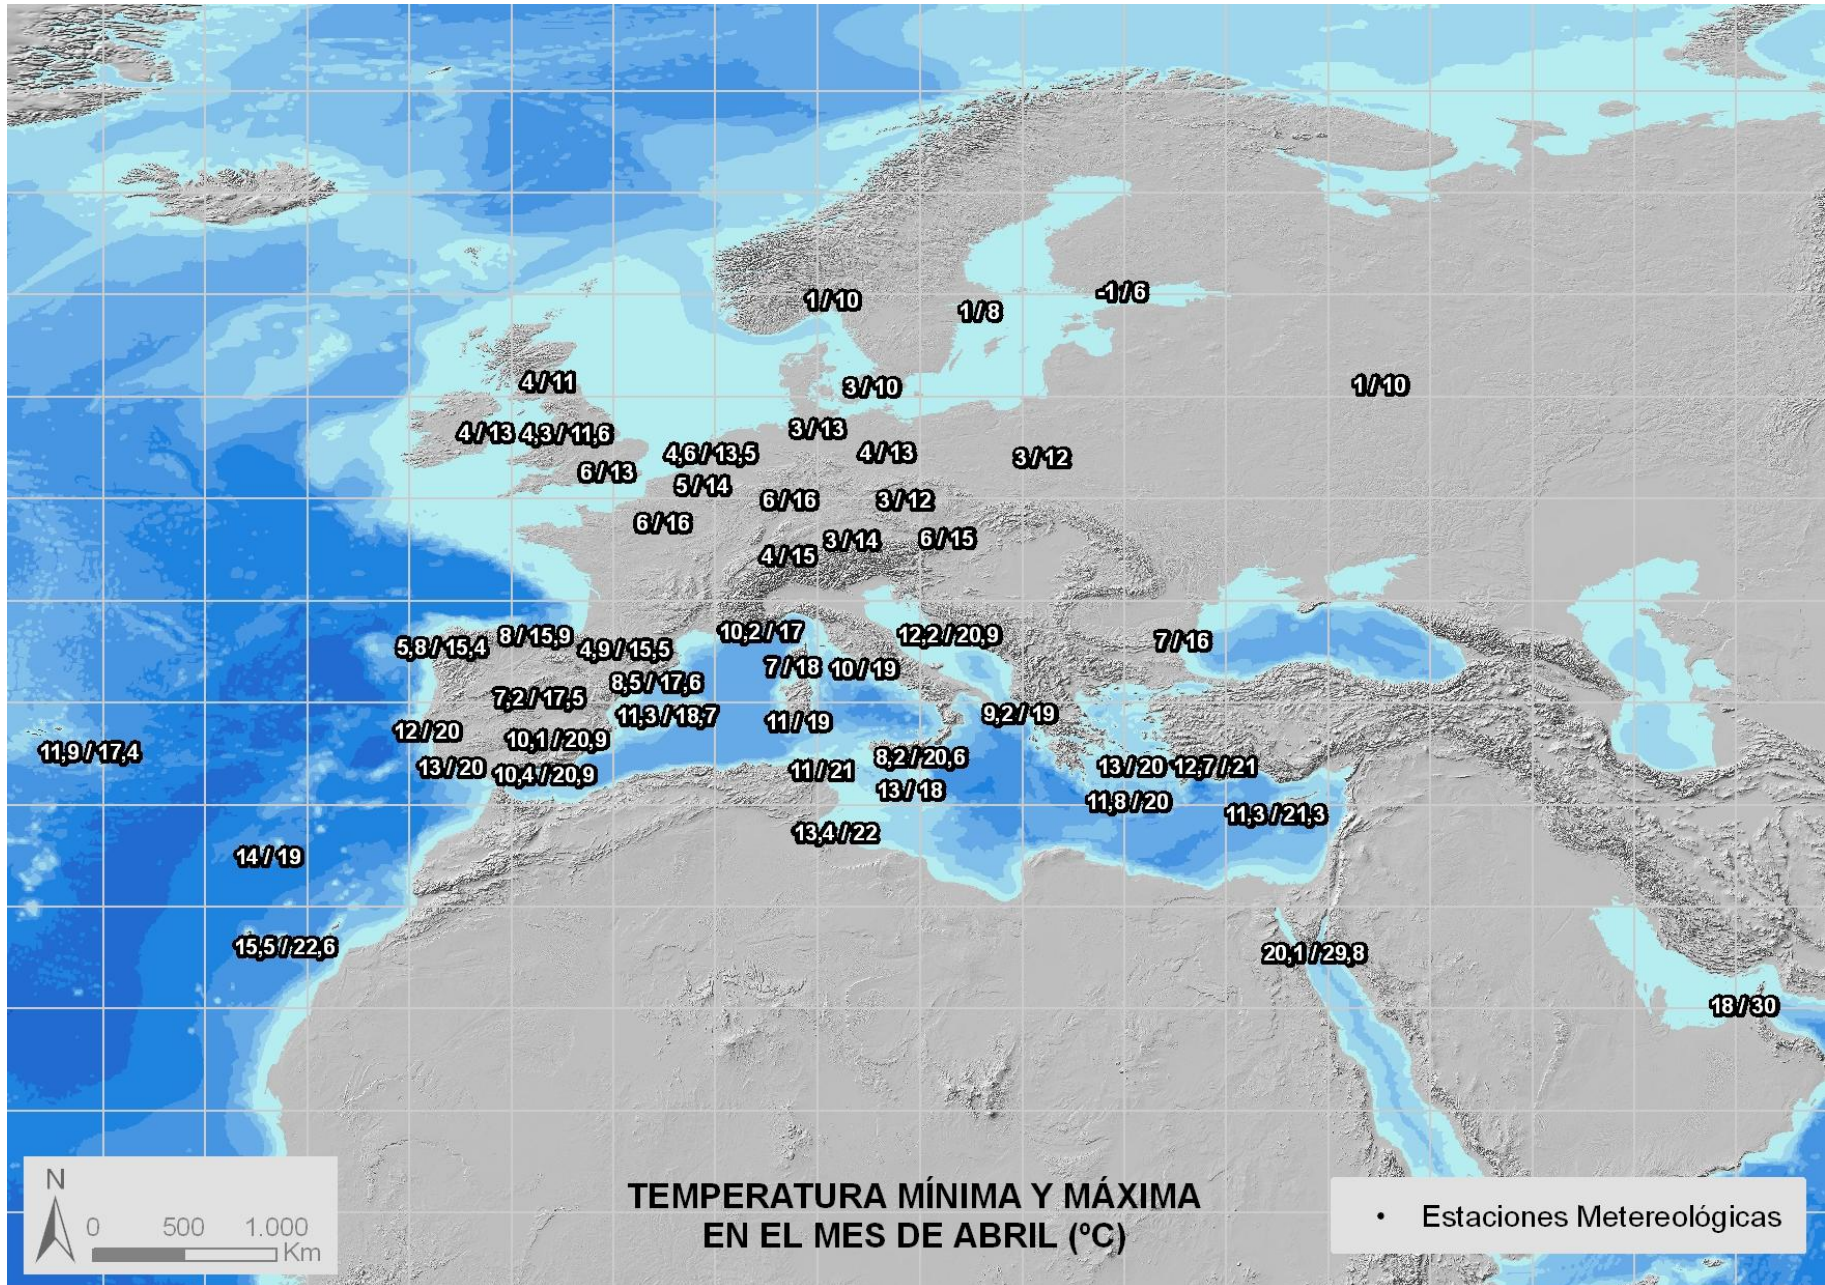 1 / 10
-1 / 6
1 / 8
4 / 11
3 / 10
1 / 10
4 / 13
4,3 / 11,6
3 / 13
4,6 / 13,5
4 / 13
3 / 12
6 / 13
5 / 14
6 / 16
3 / 12
6 / 16
3 / 14
6 / 15
4 / 15
5,8 / 15,4
8 / 15,9
4,9 / 15,5
10,2 / 17
12,2 / 20,9
7 / 16
7 / 18
10 / 19
8,5 / 17,6
7,2 / 17,5
11,3 / 18,7
11 / 19
9,2 / 19
12 / 20
10,1 / 20,9
11,9 / 17,4
13 / 20
10,4 / 20,9
11 / 21
8,2 / 20,6
13 / 20
12,7 / 21
13 / 18
11,8 / 20
11,3 / 21,3
13,4 / 22
14 / 19
15,5 / 22,6
20,1 / 29,8
18 / 30
N
0 500 1.000
Km
TEMPERATURA MÍNIMA Y MÁXIMA
EN EL MES DE ABRIL (ºC)
• Estaciones Metereológicas